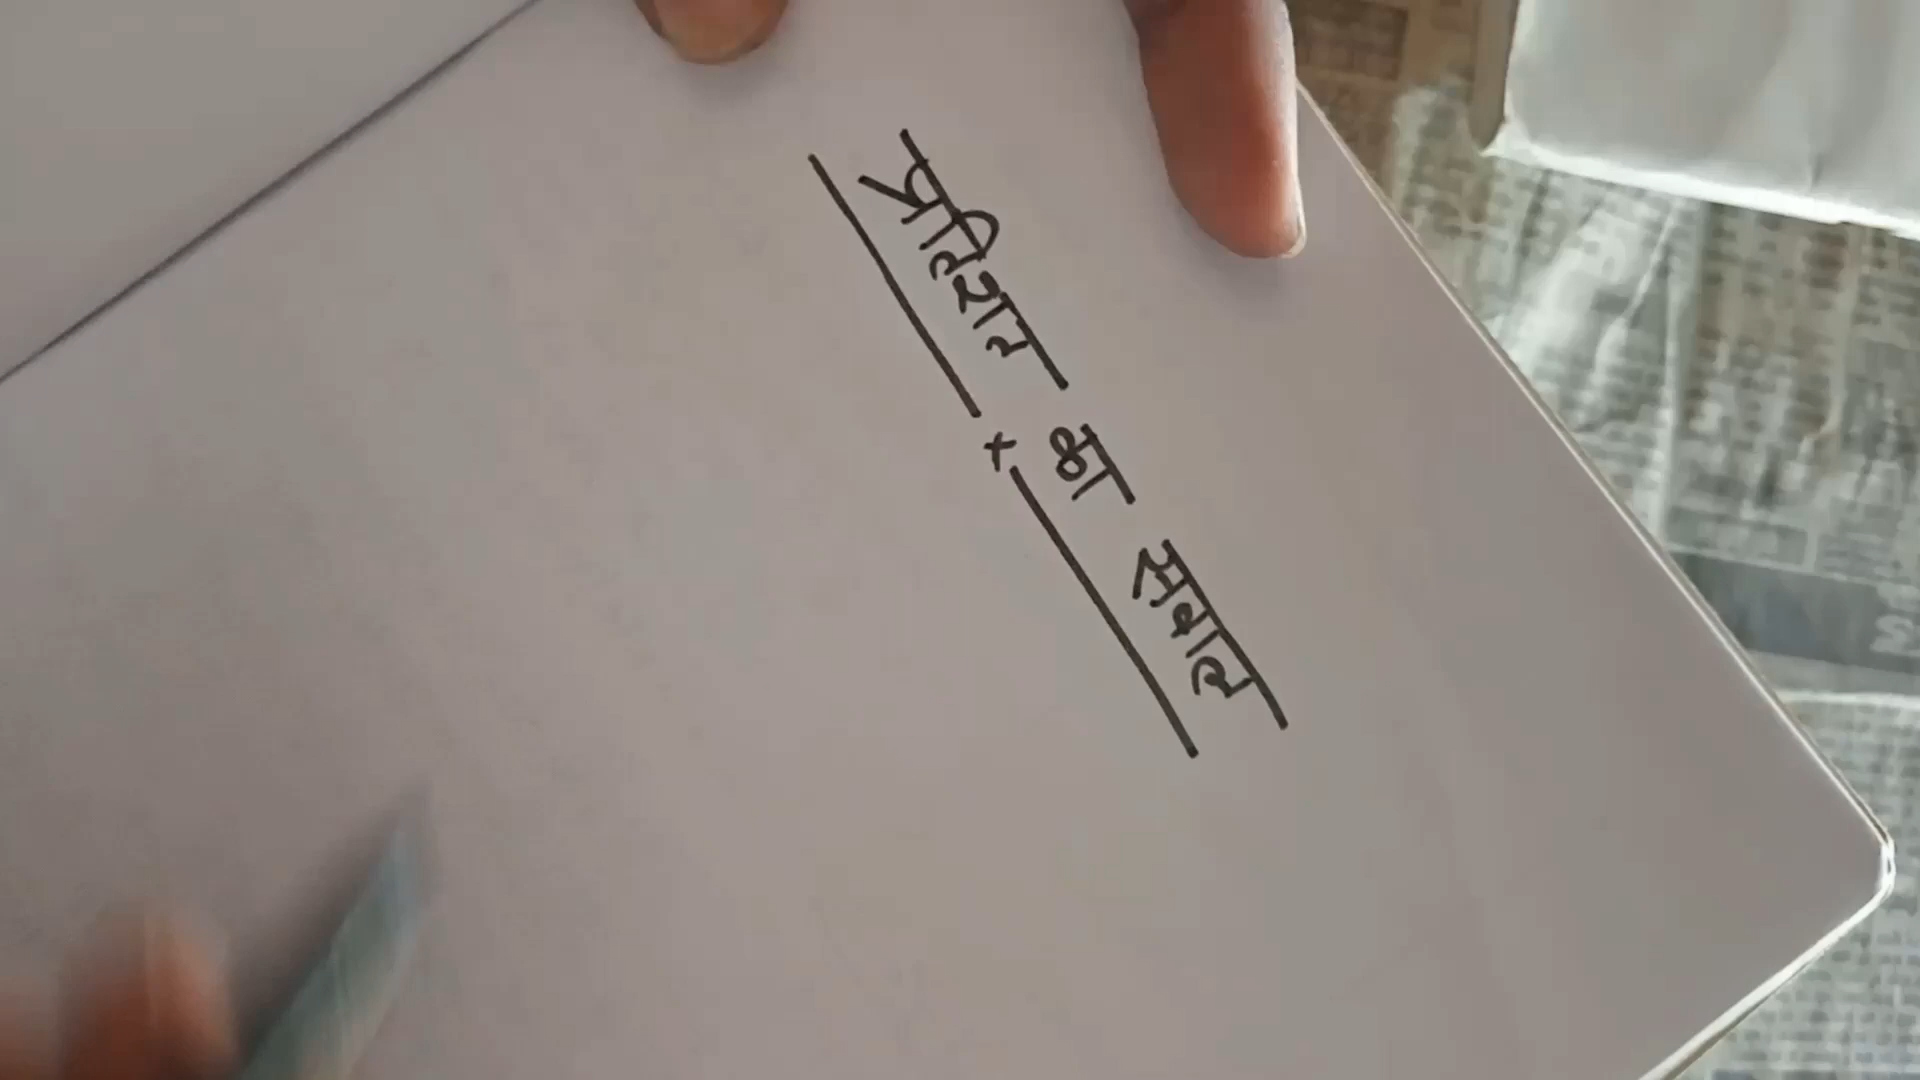 प्रतिशत का सवाल